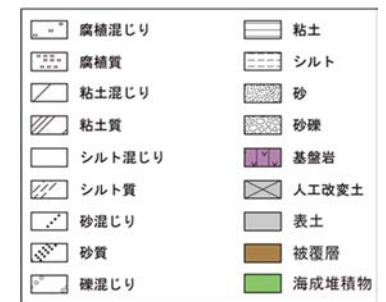 腐植混じり
腐植質
粘土混じり
粘土質
シルト混じり
シルト質
砂混じり
砂質
礫混じり
粘土
シルト
砂
砂礫
基盤岩
人工改変土
表土
被覆層
海成堆積物